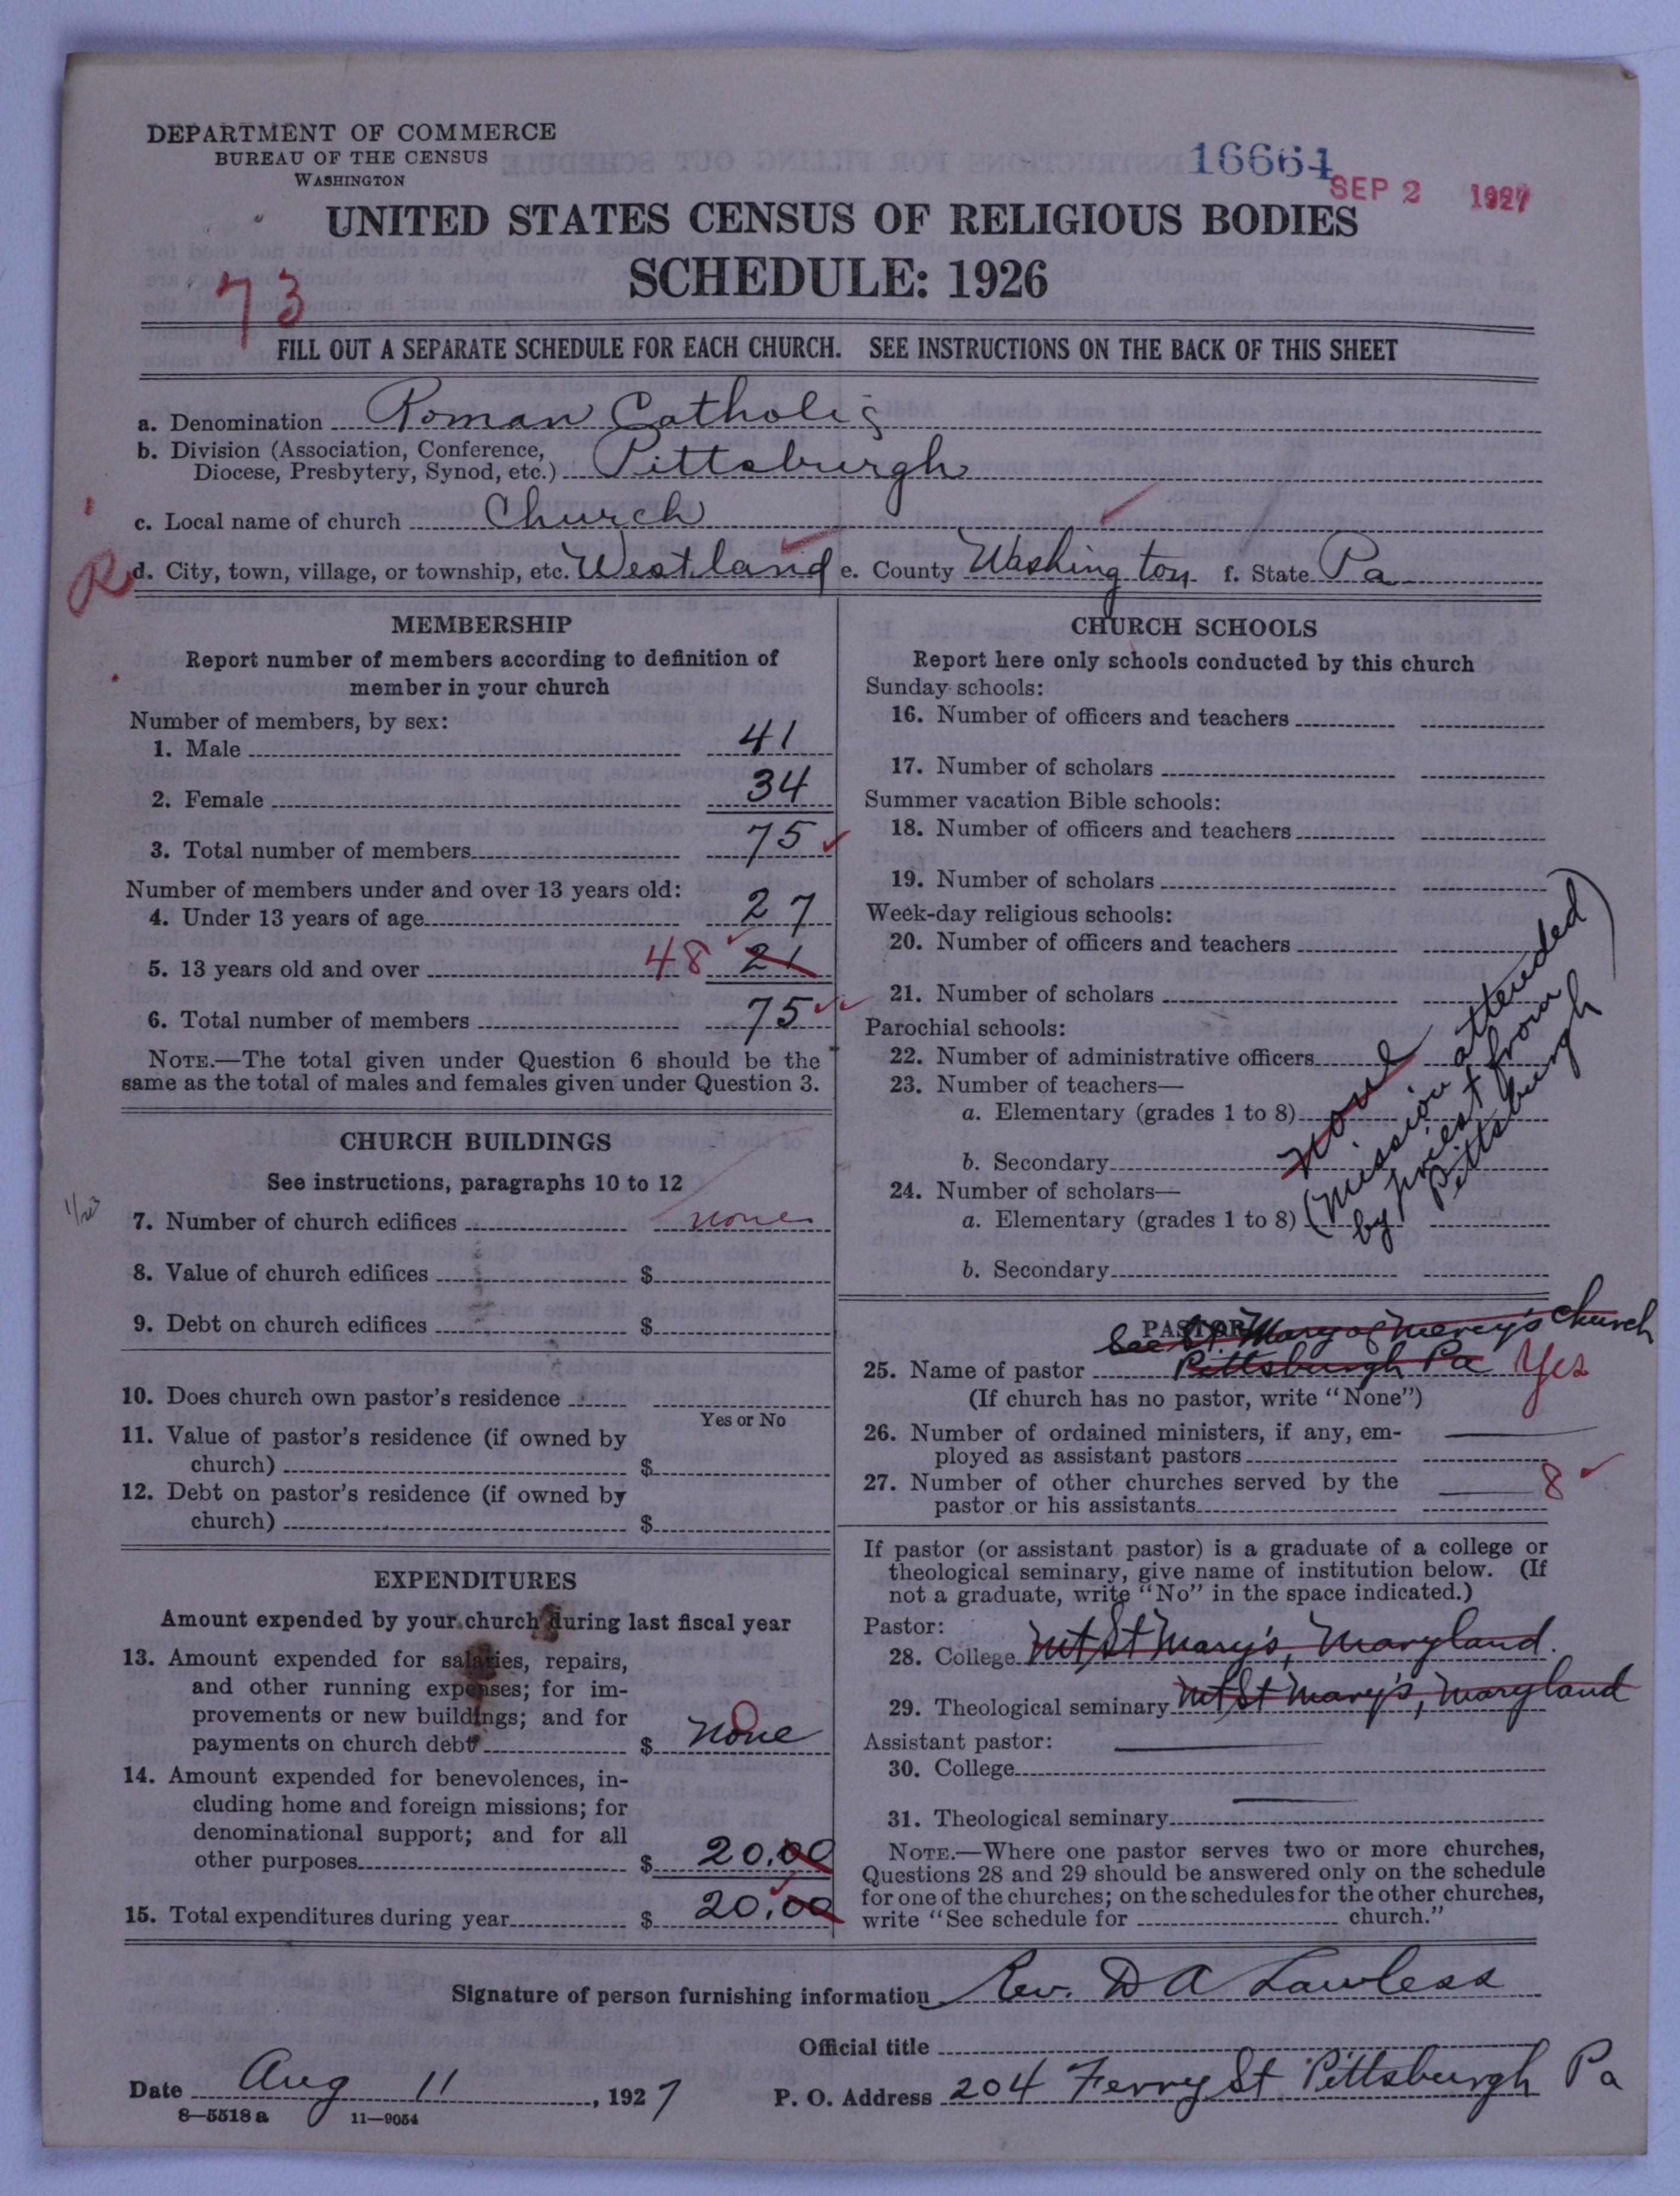 DEPARTMENT OF COMMERCE
BUREAU OF THE CENSUS
WASHINGTON
16664
SEP 2 1927
UNITED STATES CENSUS OF RELIGIOUS BODIES
SCHEDULE: 1926
73
FILL OUT A SEPARATE SCHEDULE FOR EACH CHURCH. SEE INSTRUCTIONS ON THE BACK OF THIS SHEET
a. Denomination Roman Catholic
b. Division (Association, Conference,
Diocese, Presbytery, Synod, etc.) Pittsburgh
c. Local name of church Church
R d. City, town, village, or township, etc. Westland e. County Washington f. State Pa
MEMBERSHIP
Report number of members according to definition of
member in your church
Number of members, by sex:
1. Male 41
2. Female 34
3. Total number of members 75
Number of members under and over 13 years old:
4. Under 13 years of age 27
5. 13 years old and over 48 21
6. Total number of members 75
NOTE.—The total given under Question 6 should be the
same as the total of males and females given under Question 3.
CHURCH BUILDINGS
See instructions, paragraphs 10 to 12
7. Number of church edifices none
8. Value of church edifices $
9. Debt on church edifices $
10. Does church own pastor's residence
Yes or No
11. Value of pastor's residence (if owned by
church) $
12. Debt on pastor's residence (if owned by
church) $
EXPENDITURES
Amount expended by your church during last fiscal year
13. Amount expended for salaries, repairs,
and other running expenses; for im-
provements or new buildings; and for
payments on church debt $ none
14. Amount expended for benevolences, in-
cluding home and foreign missions; for
denominational support; and for all
other purposes $ 20.00
15. Total expenditures during year $ 20.00
CHURCH SCHOOLS
Report here only schools conducted by this church
Sunday schools:
16. Number of officers and teachers
17. Number of scholars
Summer vacation Bible schools:
18. Number of officers and teachers
19. Number of scholars
Week-day religious schools:
20. Number of officers and teachers
21. Number of scholars
Parochial schools:
22. Number of administrative officers
23. Number of teachers—
a. Elementary (grades 1 to 8)
b. Secondary
24. Number of scholars—
a. Elementary (grades 1 to 8)
b. Secondary
none
(Mission attended
by priest from
Pittsburgh)
PASTOR
See St. Mary of Mercy's Church
25. Name of pastor Pittsburgh Pa Yes
(If church has no pastor, write "None")
26. Number of ordained ministers, if any, em-
ployed as assistant pastors
27. Number of other churches served by the
pastor or his assistants 8
If pastor (or assistant pastor) is a graduate of a college or
theological seminary, give name of institution below. (If
not a graduate, write "No" in the space indicated.)
Pastor:
28. College Mt St Mary's, Maryland.
29. Theological seminary Mt St Mary's, Maryland
Assistant pastor:
30. College
31. Theological seminary
NOTE.—Where one pastor serves two or more churches,
Questions 28 and 29 should be answered only on the schedule
for one of the churches; on the schedules for the other churches,
write "See schedule for church."
Signature of person furnishing information Rev. D A Lawless
Official title
Date Aug 11, 1927 P. O. Address 204 Ferry St Pittsburgh Pa
8—5518 a 11—9054